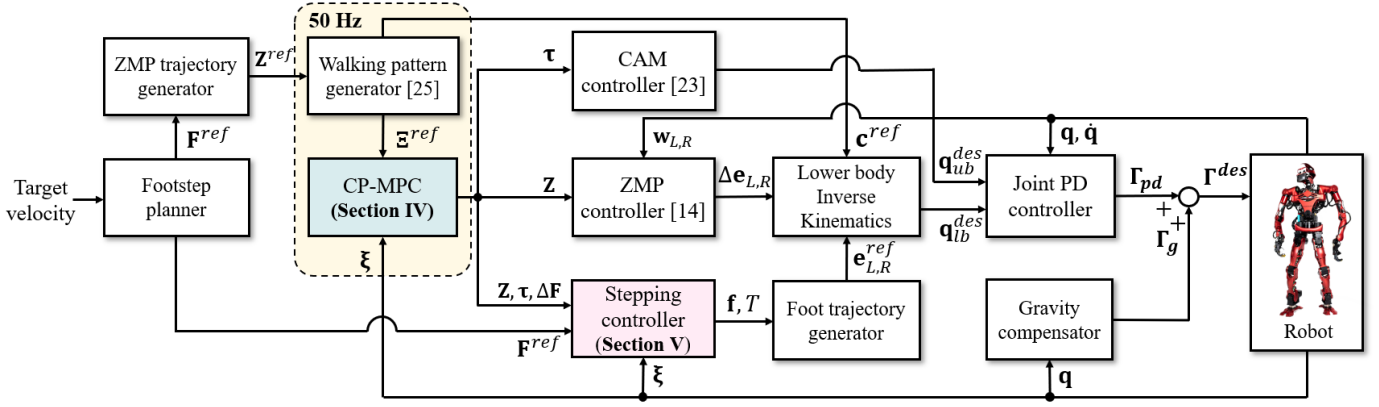 50 Hz
ZMP trajectory
generator
Z^ref
Walking pattern
generator [25]
τ
CAM
controller [23]
F^ref
Ξ^ref
w_L,R
c^ref
q, q̇
Target
velocity
Footstep
planner
CP-MPC
(Section IV)
Z
ZMP
controller [14]
Δe_L,R
Lower body
Inverse
Kinematics
q_ub^des
q_lb^des
Joint PD
controller
Γ_pd
+
+
Γ_g
Γ^des
Robot
ξ
e_L,R^ref
Z, τ, ΔF
F^ref
Stepping
controller
(Section V)
f, T
Foot trajectory
generator
Gravity
compensator
ξ
q